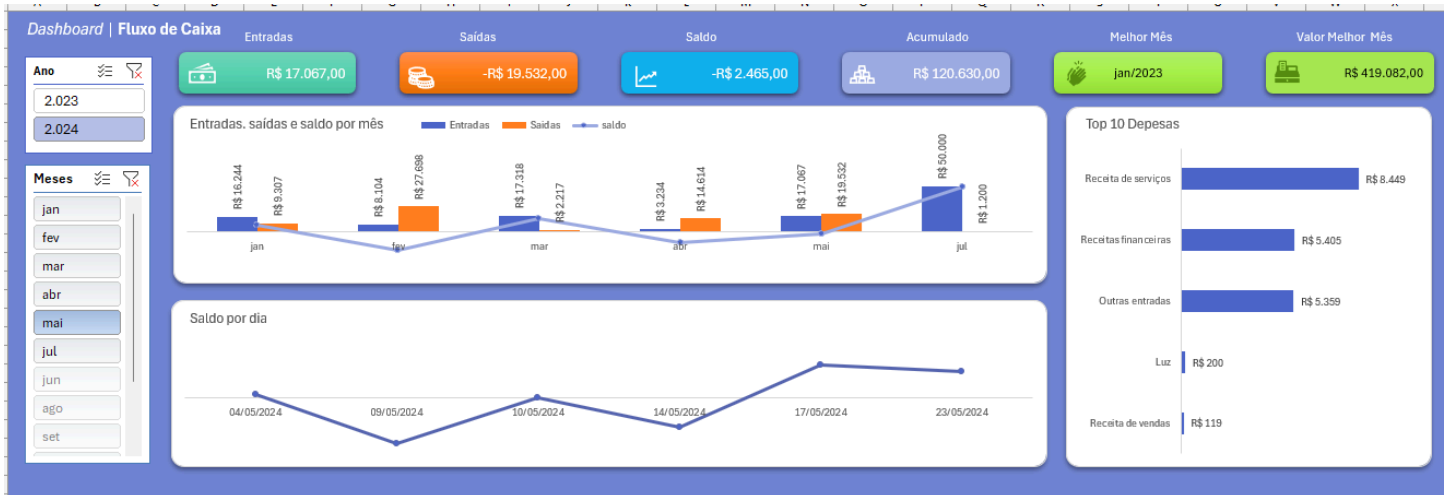 Dashboard | Fluxo de Caixa
Entradas
Saídas
Saldo
Acumulado
Melhor Mês
Valor Melhor Mês
R$ 17.067,00
-R$ 19.532,00
-R$ 2.465,00
R$ 120.630,00
jan/2023
R$ 419.082,00
Ano
2.023
2.024
Meses
jan
fev
mar
abr
mai
jul
jun
ago
set
Entradas. saídas e saldo por mês
Entradas
Saídas
saldo
R$ 16.244
R$ 9.307
R$ 8.104
R$ 27.698
R$ 17.318
R$ 2.217
R$ 3.234
R$ 14.614
R$ 17.067
R$ 19.532
R$ 50.000
R$ 1.200
jan
fev
mar
abr
mai
jul
Saldo por dia
04/05/2024
09/05/2024
10/05/2024
14/05/2024
17/05/2024
23/05/2024
Top 10 Depesas
Receita de serviços
R$ 8.449
Receitas financeiras
R$ 5.405
Outras entradas
R$ 5.359
Luz
R$ 200
Receita de vendas
R$ 119